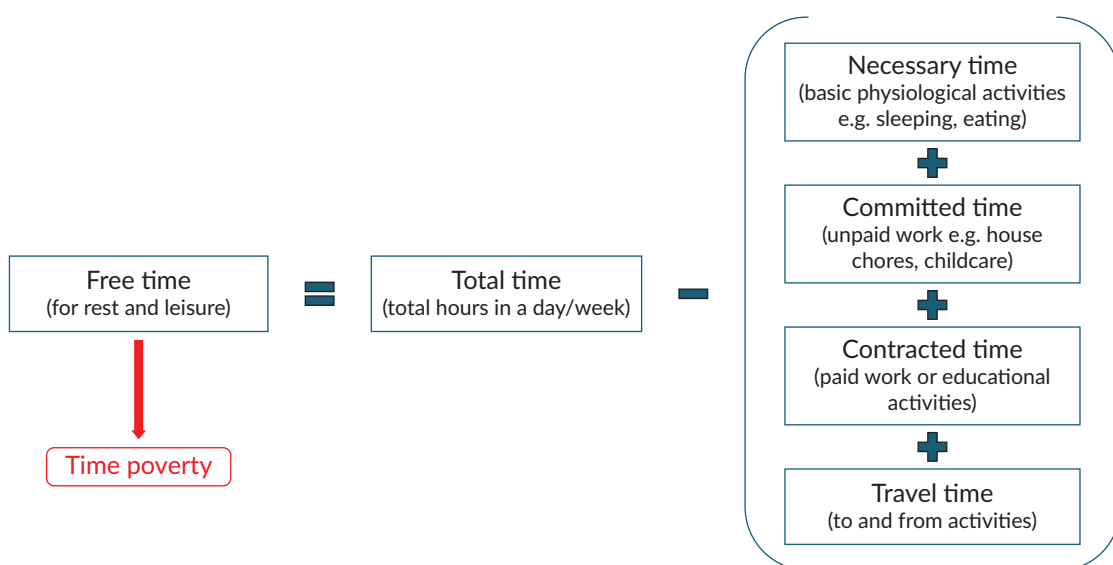 Necessary time
(basic physiological activities
e.g. sleeping, eating)
Committed time
(unpaid work e.g. house
chores, childcare)
Free time
(for rest and leisure)
Total time
(total hours in a day/week)
Contracted time
(paid work or educational
activities)
Time poverty
Travel time
(to and from activities)